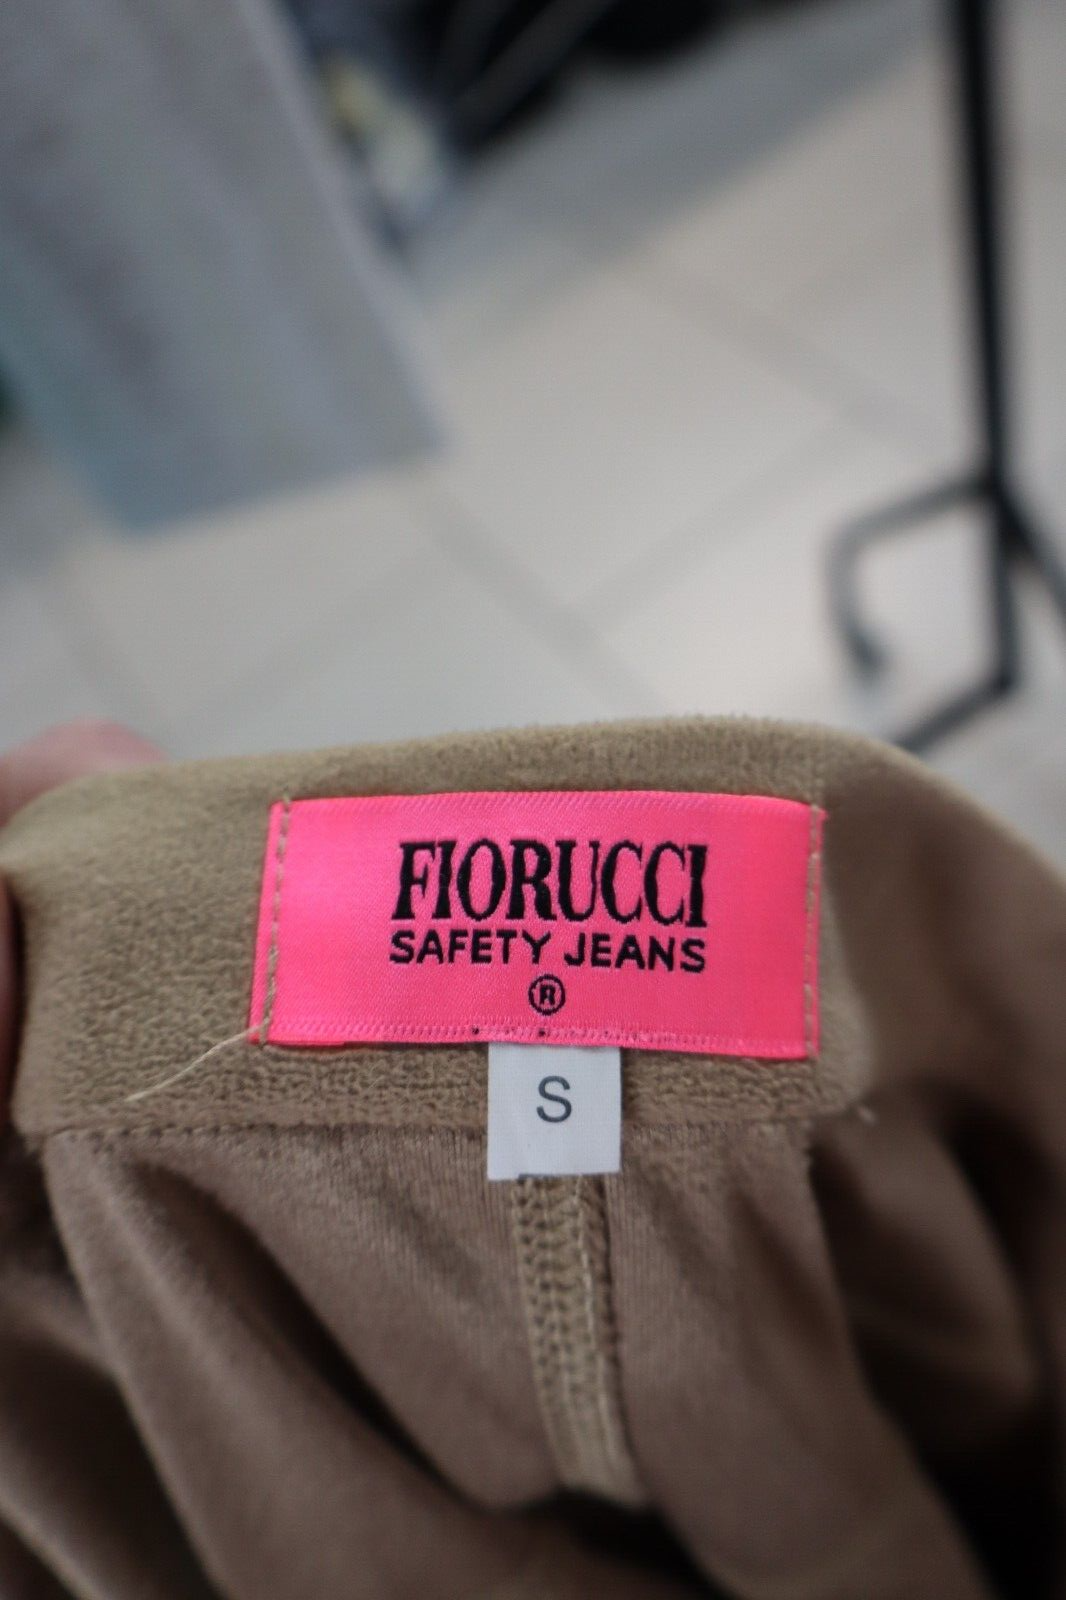 FIORUCCI
SAFETY JEANS
®
S